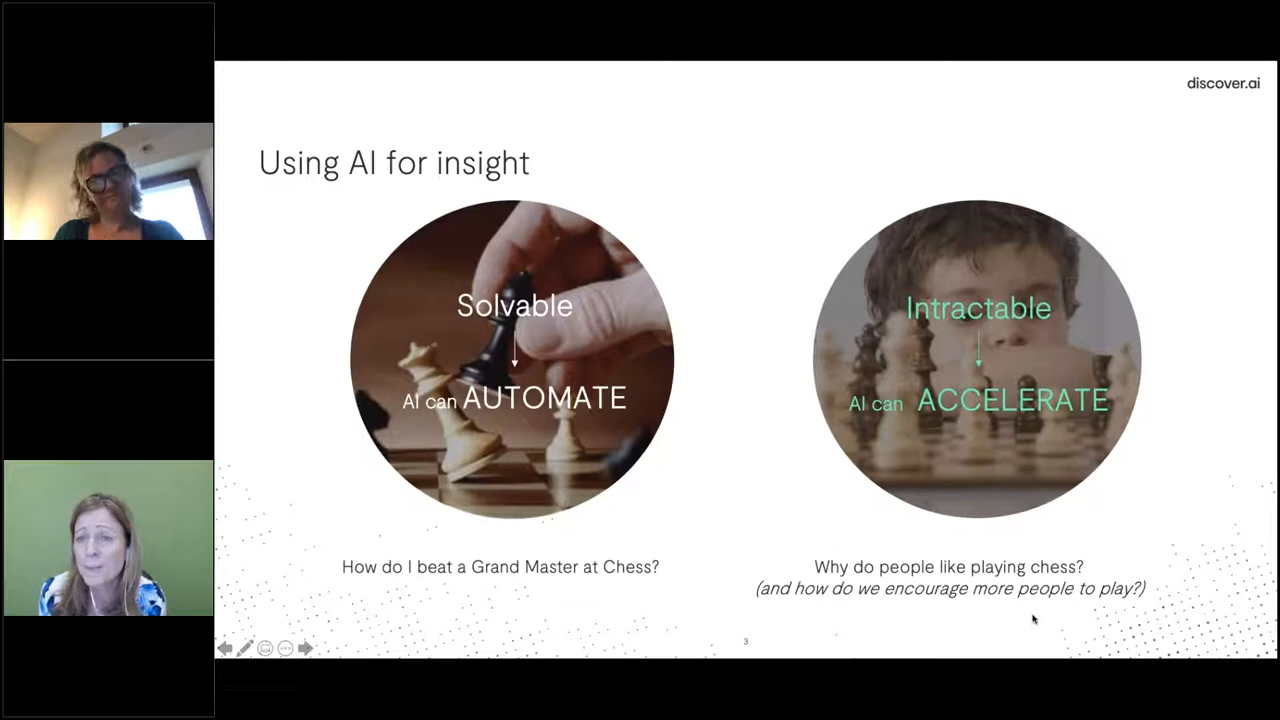 discover.ai
Using AI for insight
Solvable
AI can AUTOMATE
Intractable
AI can ACCELERATE
How do I beat a Grand Master at Chess?
Why do people like playing chess?
(and how do we encourage more people to play?)
3